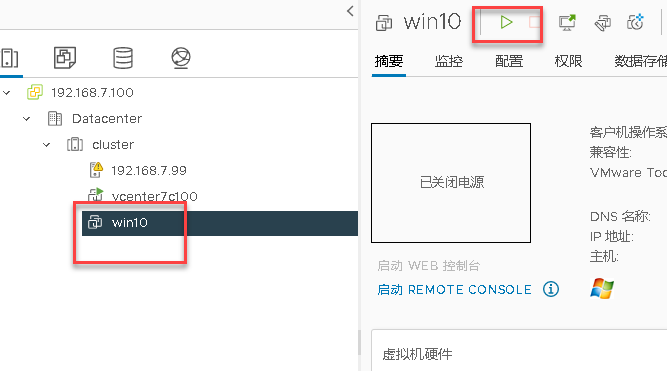 192.168.7.100
Datacenter
cluster
192.168.7.99
vcenter7c100
win10
win10
摘要 监控 配置 权限 数据存储
已关闭电源
客户机操作系
兼容性:
VMware Too
DNS 名称:
IP 地址:
主机:
启动 WEB 控制台
启动 REMOTE CONSOLE
虚拟机硬件